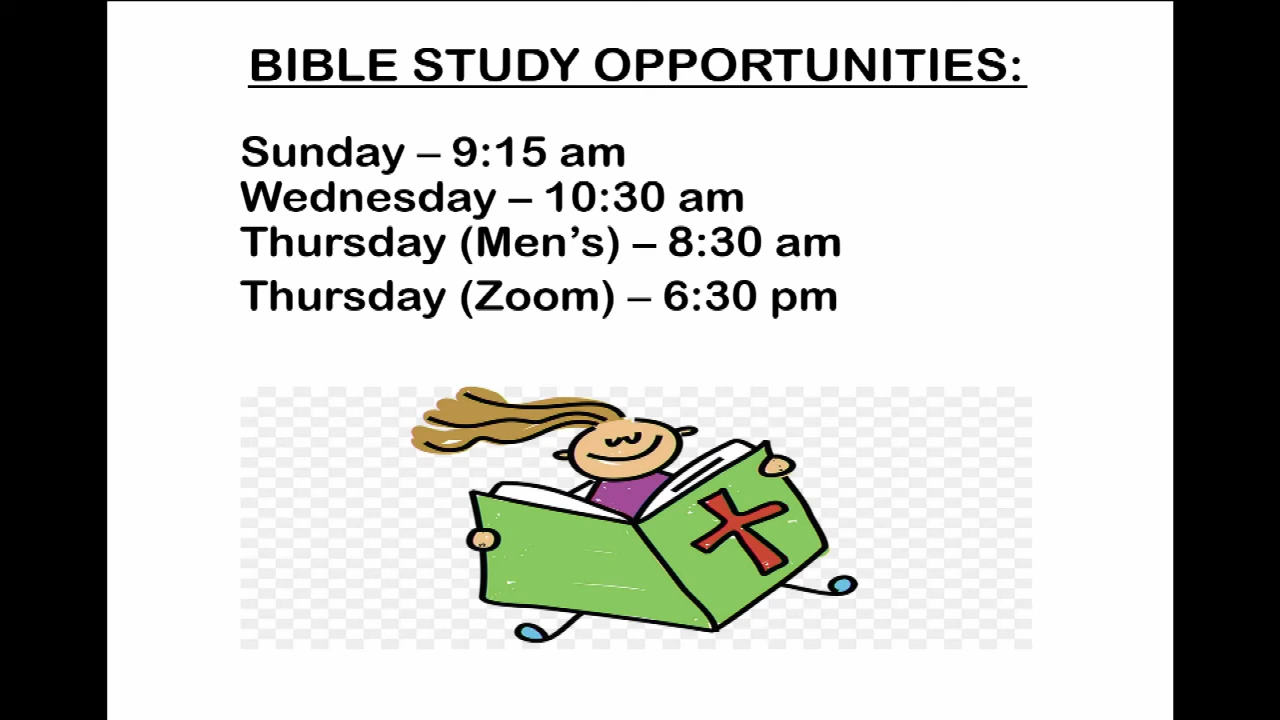 BIBLE STUDY OPPORTUNITIES:
Sunday – 9:15 am
Wednesday – 10:30 am
Thursday (Men’s) – 8:30 am
Thursday (Zoom) – 6:30 pm